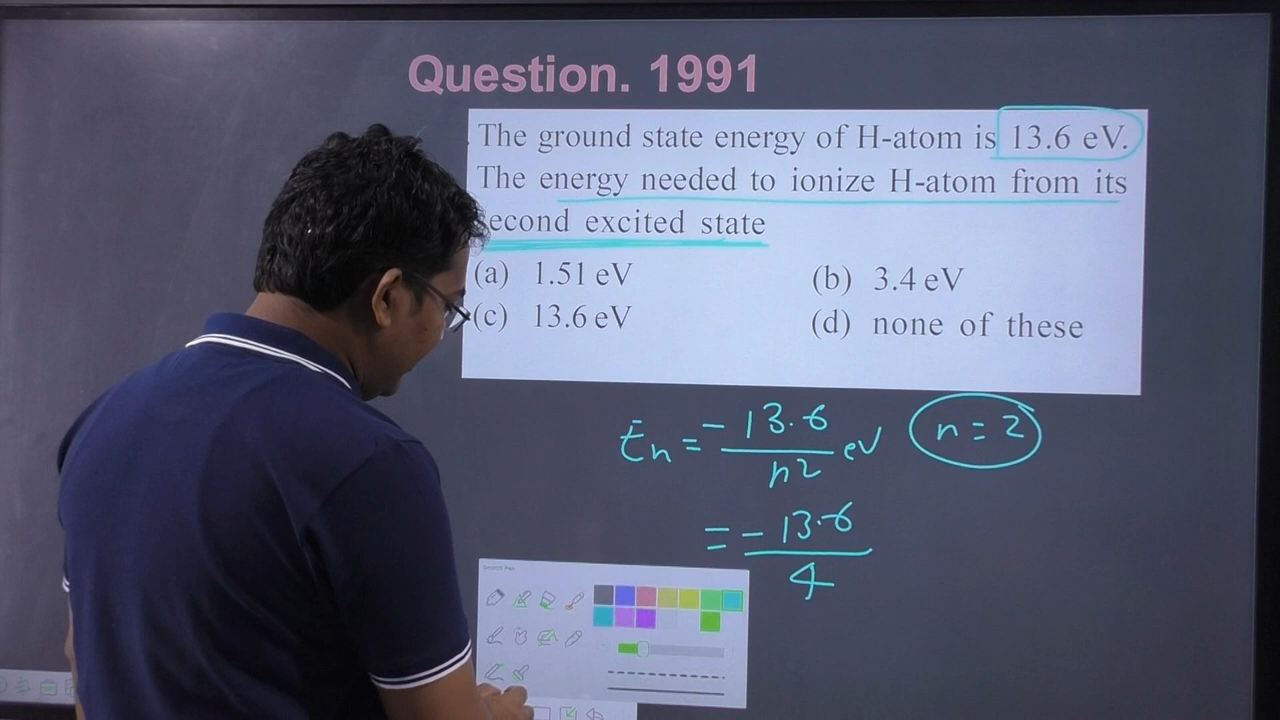 Question. 1991
The ground state energy of H-atom is 13.6 eV.
The energy needed to ionize H-atom from its
second excited state
(a) 1.51 eV (b) 3.4 eV
(c) 13.6 eV (d) none of these
En = -13.6/n2 eV n = 2
= -13.6/4